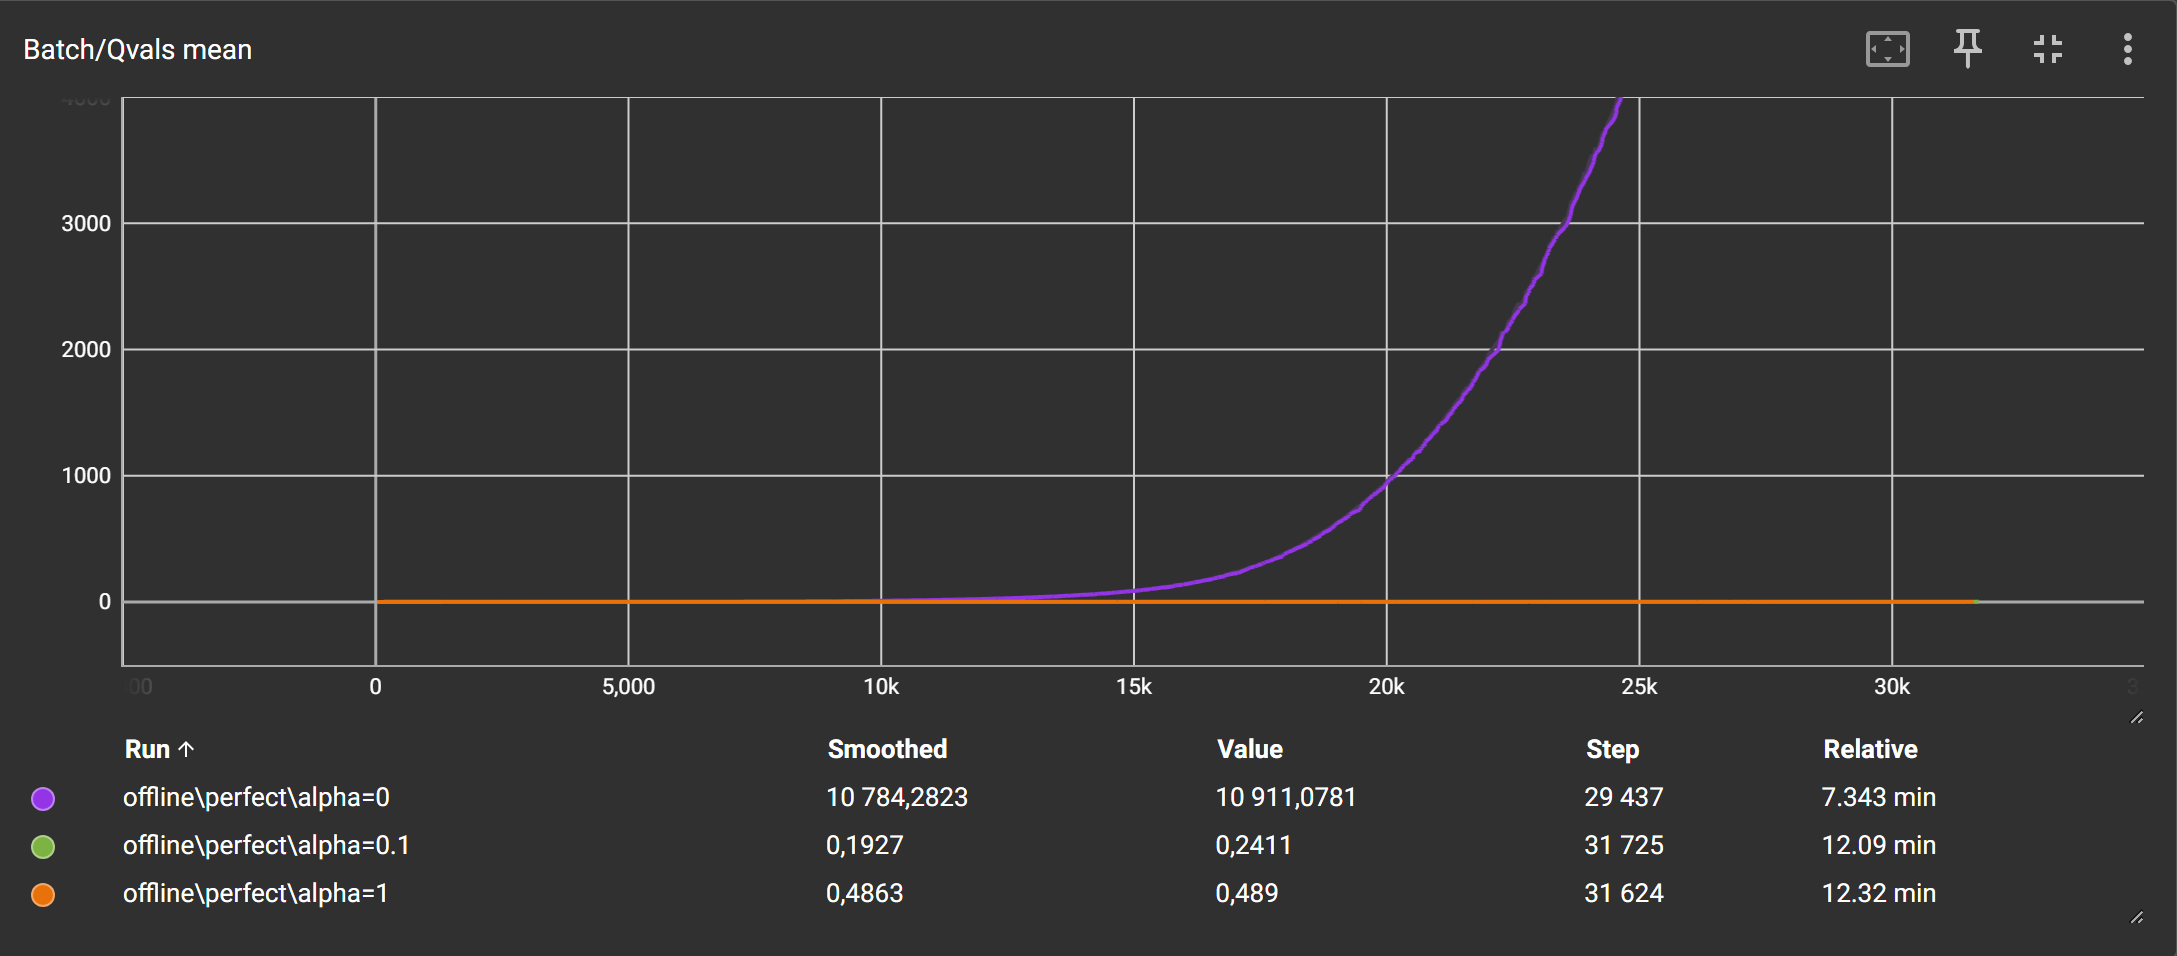 Batch/Qvals mean
4000
3000
2000
1000
0
00 0 5,000 10k 15k 20k 25k 30k 3
Run ↑ Smoothed Value Step Relative
offline\perfect\alpha=0 10 784,2823 10 911,0781 29 437 7.343 min
offline\perfect\alpha=0.1 0,1927 0,2411 31 725 12.09 min
offline\perfect\alpha=1 0,4863 0,489 31 624 12.32 min